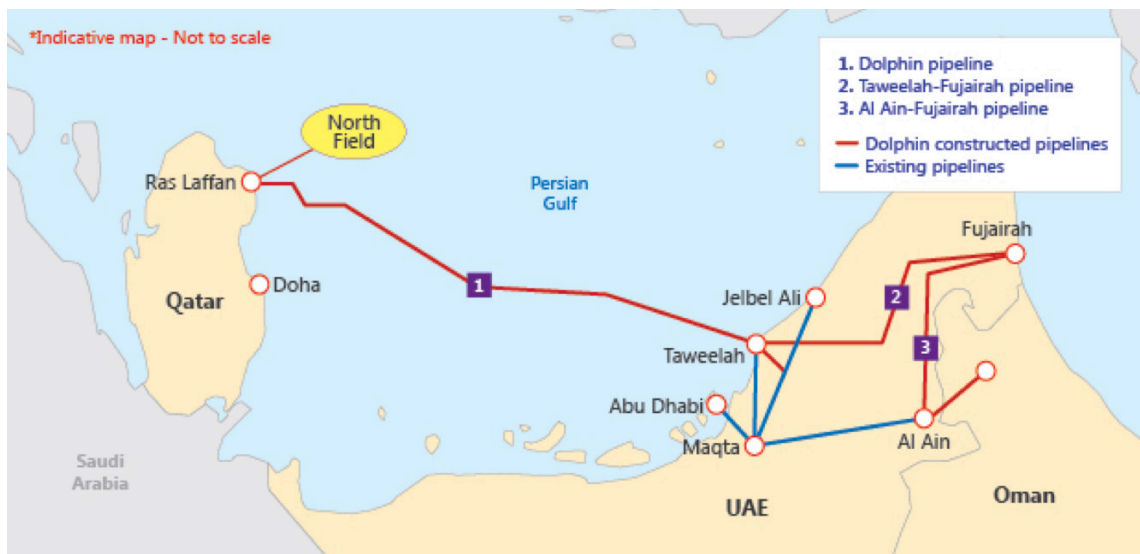 *Indicative map - Not to scale
1. Dolphin pipeline
2. Taweelah-Fujairah pipeline
3. Al Ain-Fujairah pipeline
Dolphin constructed pipelines
Existing pipelines
North
Field
Ras Laffan
Persian
Gulf
Fujairah
Doha
Qatar
1
Jelbel Ali
2
Taweelah
3
Abu Dhabi
Maqta
Al Ain
Saudi
Arabia
UAE
Oman